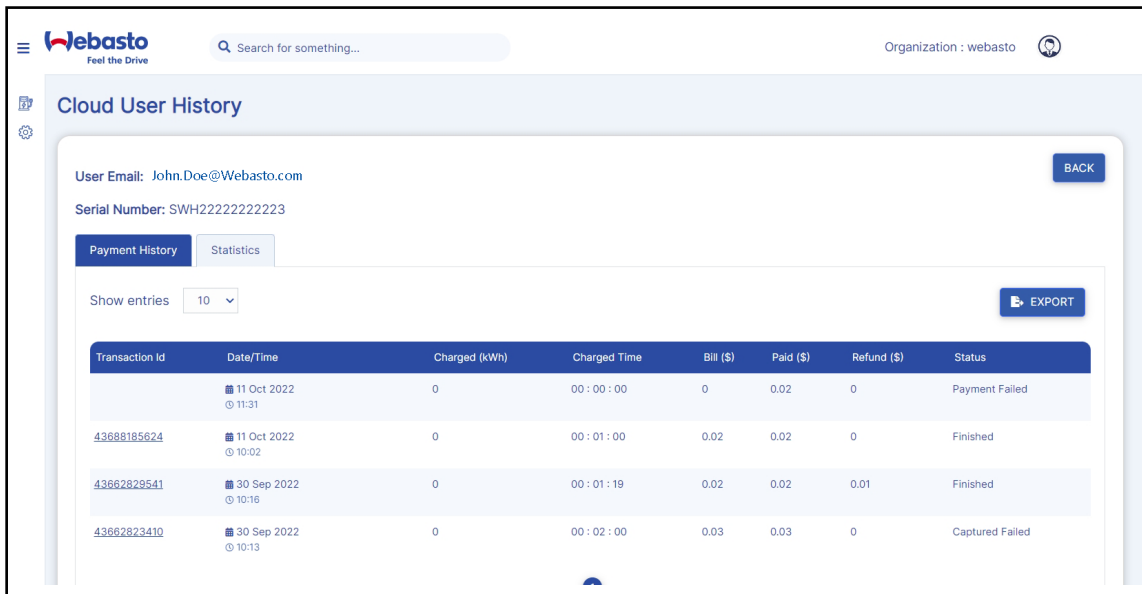 Webasto
Feel the Drive
Search for something...
Organization : webasto
Cloud User History
BACK
User Email: John.Doe@Webasto.com
Serial Number: SWH22222222223
Payment History Statistics
Show entries 10
EXPORT
Transaction Id Date/Time Charged (kWh) Charged Time Bill ($) Paid ($) Refund ($) Status
11 Oct 2022 0 00 : 00 : 00 0 0.02 0 Payment Failed
11:31
43688185624 11 Oct 2022 0 00 : 01 : 00 0.02 0.02 0 Finished
10:02
43662829541 30 Sep 2022 0 00 : 01 : 19 0.02 0.02 0.01 Finished
10:16
43662823410 30 Sep 2022 0 00 : 02 : 00 0.03 0.03 0 Captured Failed
10:13